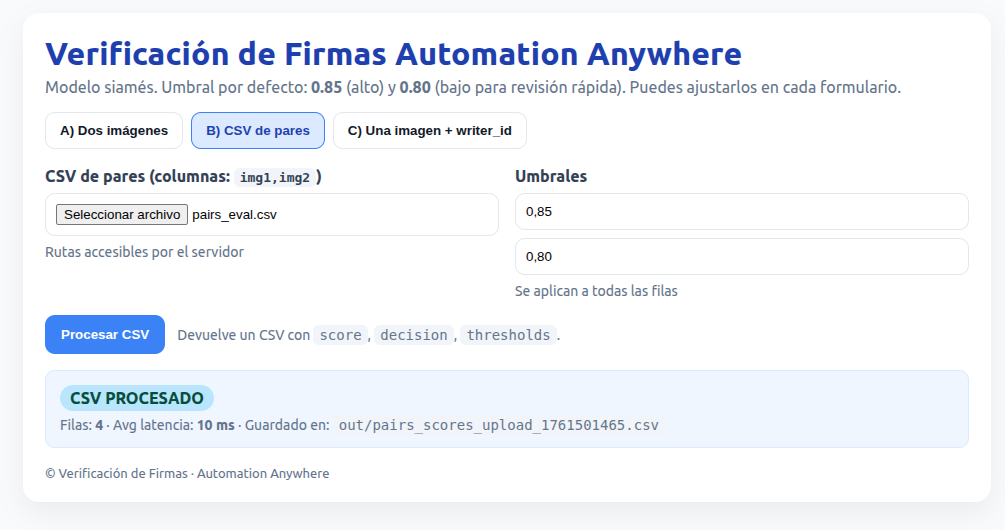 Verificación de Firmas Automation Anywhere
Modelo siamés. Umbral por defecto: 0.85 (alto) y 0.80 (bajo para revisión rápida). Puedes ajustarlos en cada formulario.
A) Dos imágenes
B) CSV de pares
C) Una imagen + writer_id
CSV de pares (columnas: img1,img2 )
Seleccionar archivo pairs_eval.csv
Rutas accesibles por el servidor
Umbrales
0,85
0,80
Se aplican a todas las filas
Procesar CSV
Devuelve un CSV con score, decision, thresholds.
CSV PROCESADO
Filas: 4 · Avg latencia: 10 ms · Guardado en: out/pairs_scores_upload_1761501465.csv
© Verificación de Firmas · Automation Anywhere